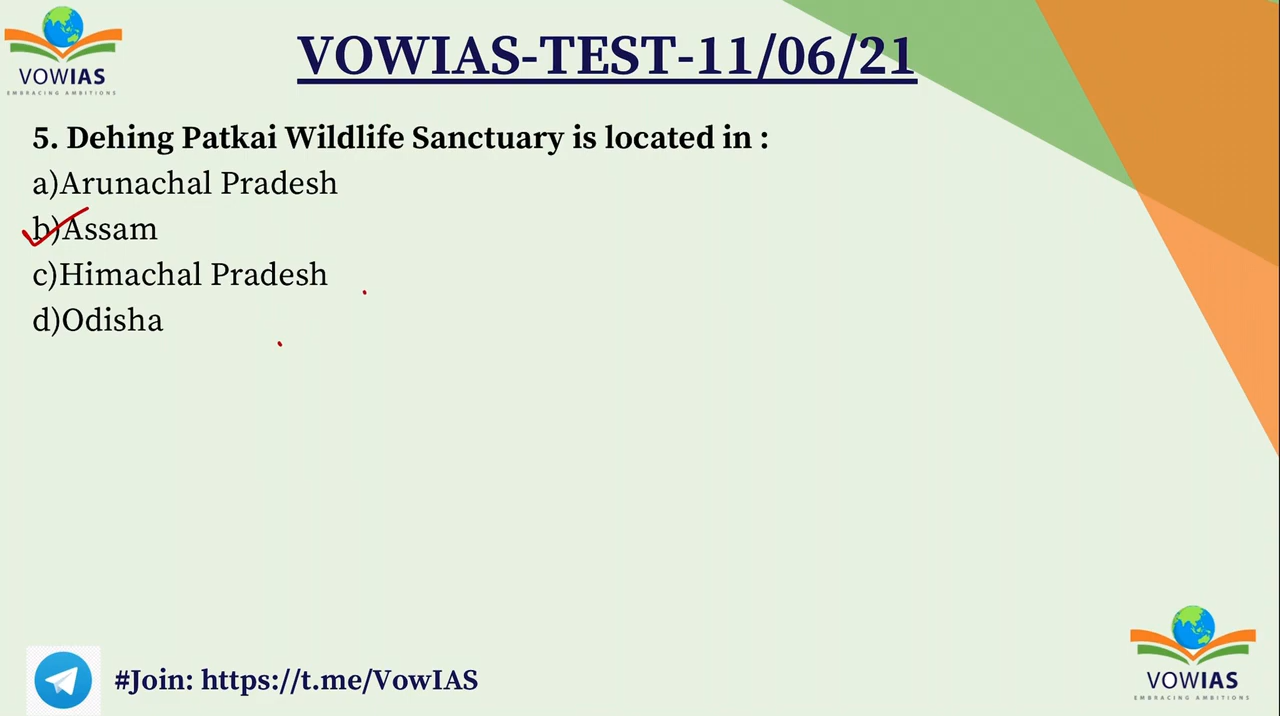 VOWIAS
EMBRACING AMBITIONS
VOWIAS-TEST-11/06/21
5. Dehing Patkai Wildlife Sanctuary is located in :
a)Arunachal Pradesh
b)Assam
c)Himachal Pradesh
d)Odisha
#Join: https://t.me/VowIAS
VOWIAS
EMBRACING AMBITIONS